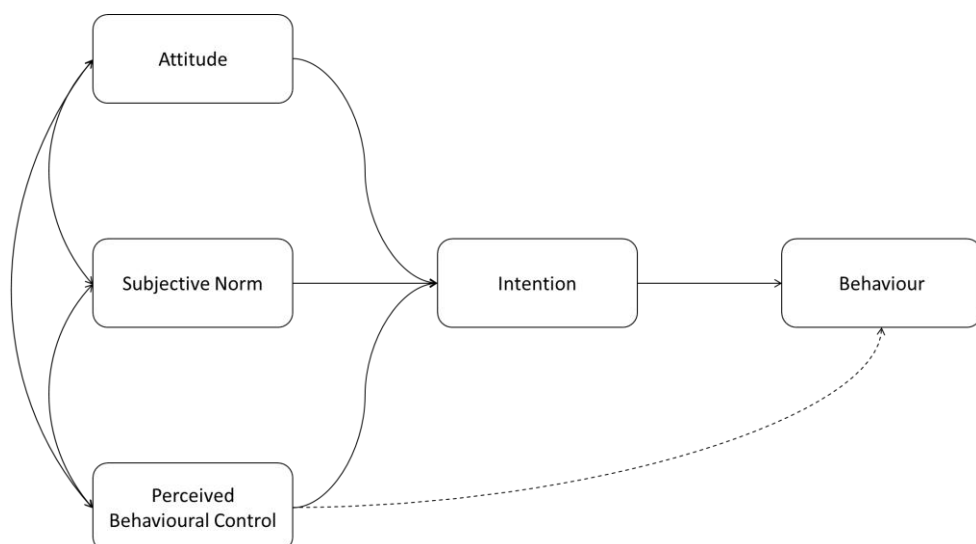 Attitude
Subjective Norm
Intention
Behaviour
Perceived
Behavioural Control